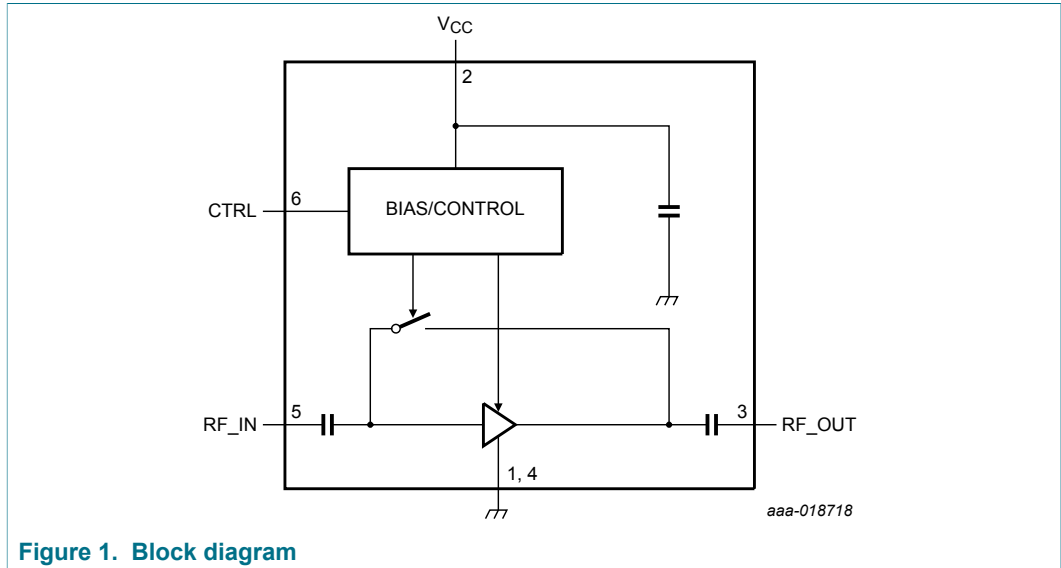 VCC
2
CTRL
6
BIAS/CONTROL
RF_IN
5
3
RF_OUT
1, 4
aaa-018718
Figure 1. Block diagram